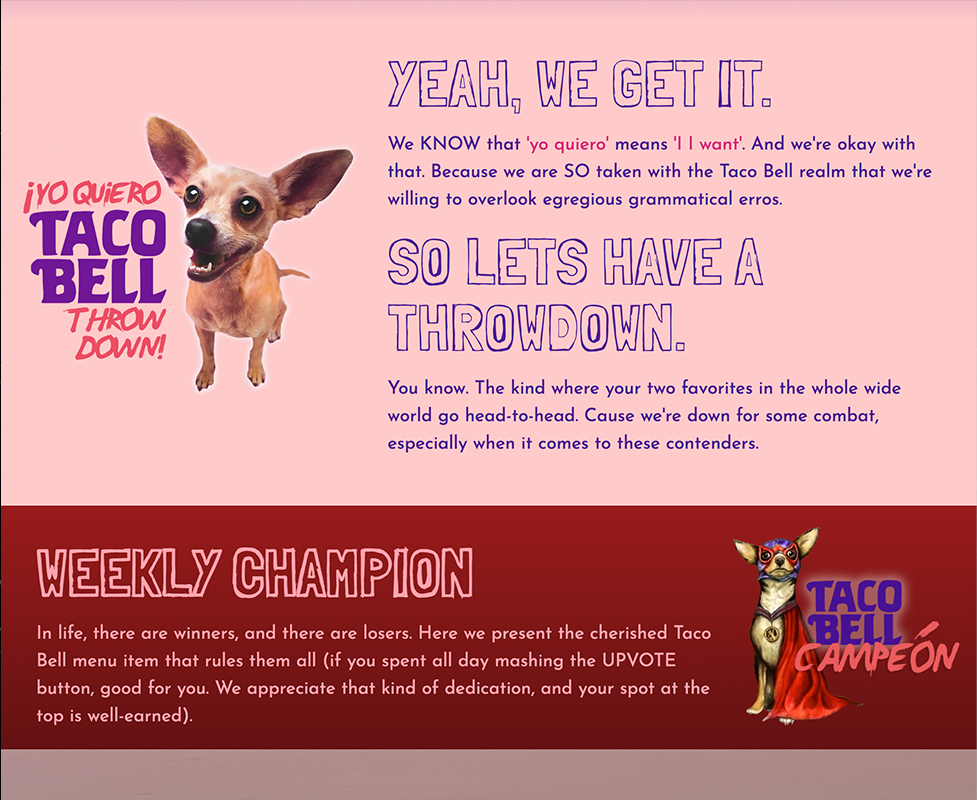 ¡YO QUiERO
TACO
BELL
THROW
DOWN!
YEAH, WE GET IT.
We KNOW that 'yo quiero' means 'I I want'. And we're okay with
that. Because we are SO taken with the Taco Bell realm that we're
willing to overlook egregious grammatical erros.
SO LETS HAVE A
THROWDOWN.
You know. The kind where your two favorites in the whole wide
world go head-to-head. Cause we're down for some combat,
especially when it comes to these contenders.
WEEKLY CHAMPION
In life, there are winners, and there are losers. Here we present the cherished Taco
Bell menu item that rules them all (if you spent all day mashing the UPVOTE
button, good for you. We appreciate that kind of dedication, and your spot at the
top is well-earned).
TACO
BELL
CAMPEÓN